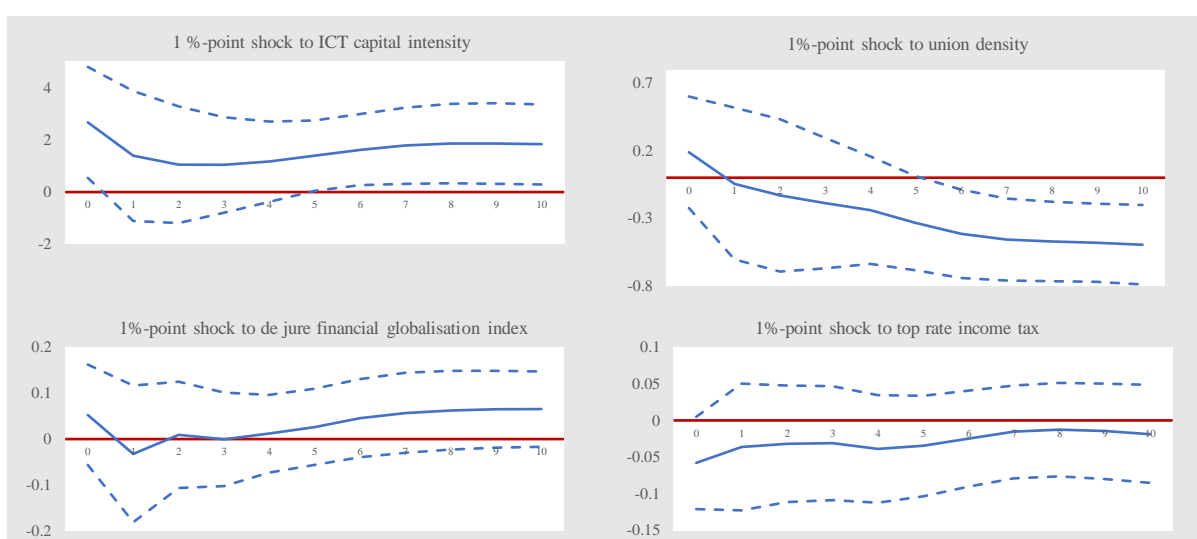 1 %-point shock to ICT capital intensity
4
2
0
-2
0 1 2 3 4 5 6 7 8 9 10
1%-point shock to union density
0.7
0.2
-0.3
-0.8
0 1 2 3 4 5 6 7 8 9 10
1%-point shock to de jure financial globalisation index
0.2
0.1
0
-0.1
-0.2
0 1 2 3 4 5 6 7 8 9 10
1%-point shock to top rate income tax
0.1
0.05
0
-0.05
-0.1
-0.15
0 1 2 3 4 5 6 7 8 9 10